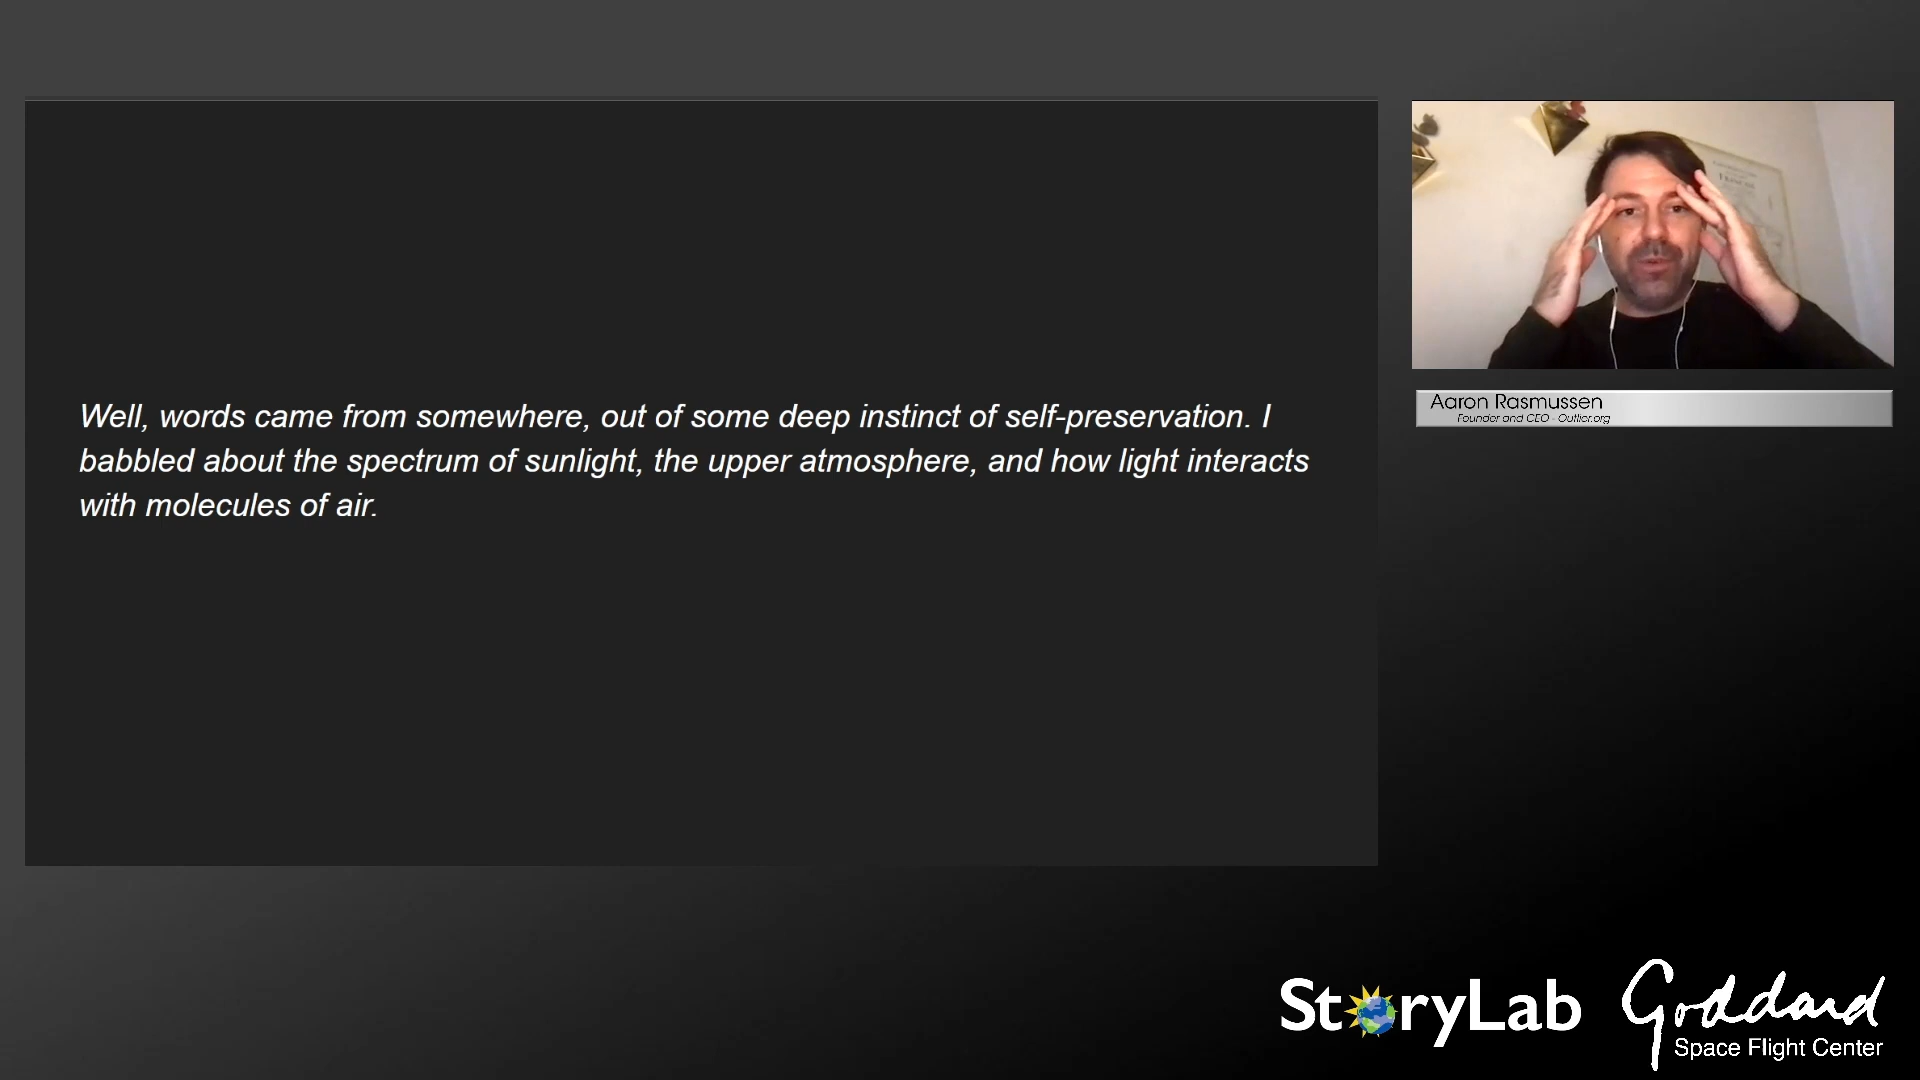 Well, words came from somewhere, out of some deep instinct of self-preservation. I
babbled about the spectrum of sunlight, the upper atmosphere, and how light interacts
with molecules of air.
Aaron Rasmussen
Founder and CEO - Outlier.org
StoryLab
Goddard
Space Flight Center